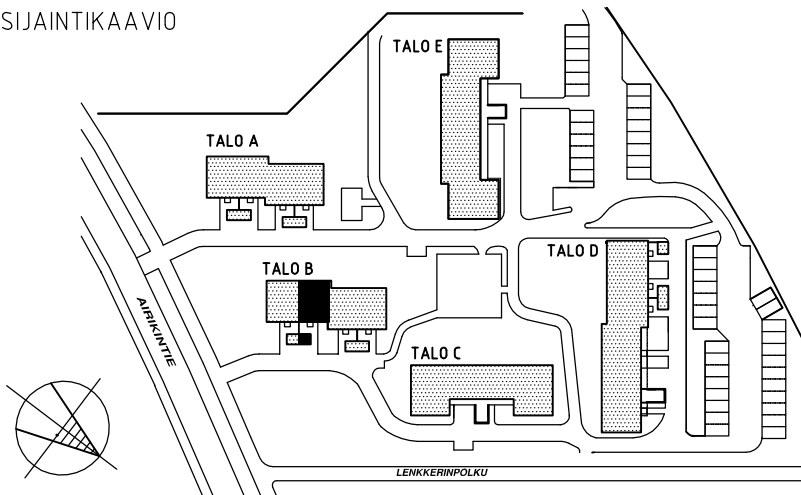 SIJAINTIKAAVIO
TALO E
TALO A
TALO D
TALO B
AIRIKINTIE
TALO C
LENKKERINPOLKU